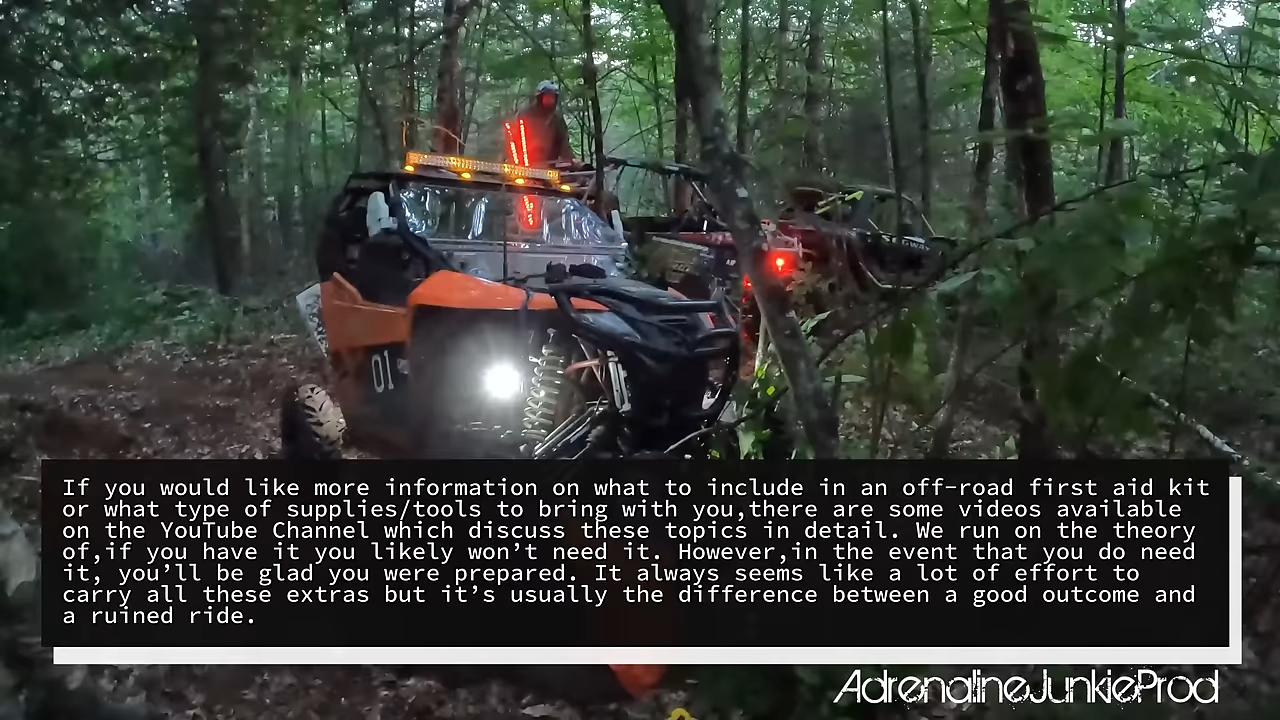 01
If you would like more information on what to include in an off-road first aid kit
or what type of supplies/tools to bring with you,there are some videos available
on the YouTube Channel which discuss these topics in detail. We run on the theory
of,if you have it you likely won’t need it. However,in the event that you do need
it, you’ll be glad you were prepared. It always seems like a lot of effort to
carry all these extras but it’s usually the difference between a good outcome and
a ruined ride.
AdrenalineJunkieProd